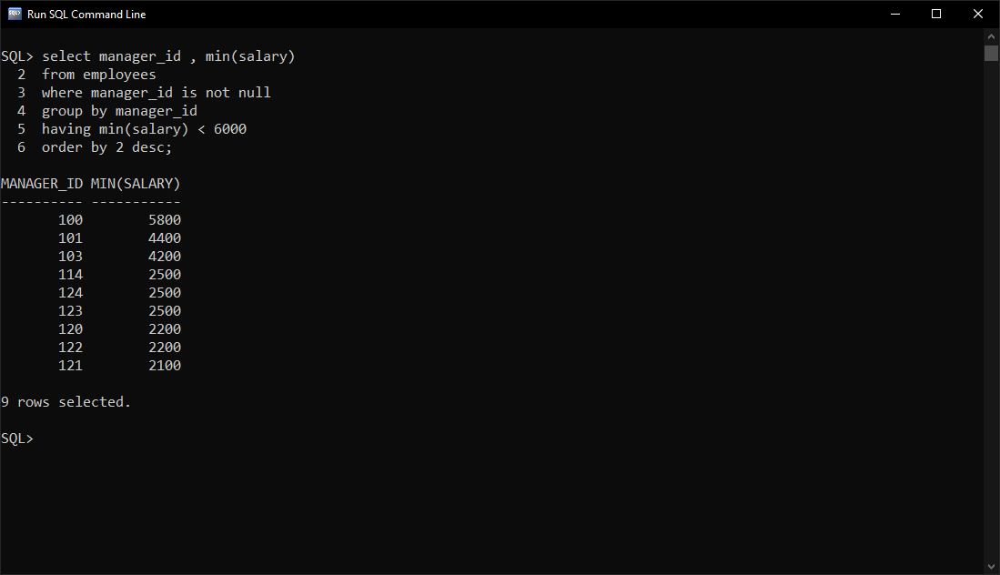 Run SQL Command Line
SQL> select manager_id , min(salary)
  2  from employees
  3  where manager_id is not null
  4  group by manager_id
  5  having min(salary) < 6000
  6  order by 2 desc;
MANAGER_ID MIN(SALARY)
---------- -----------
       100        5800
       101        4400
       103        4200
       114        2500
       124        2500
       123        2500
       120        2200
       122        2200
       121        2100
9 rows selected.
SQL>